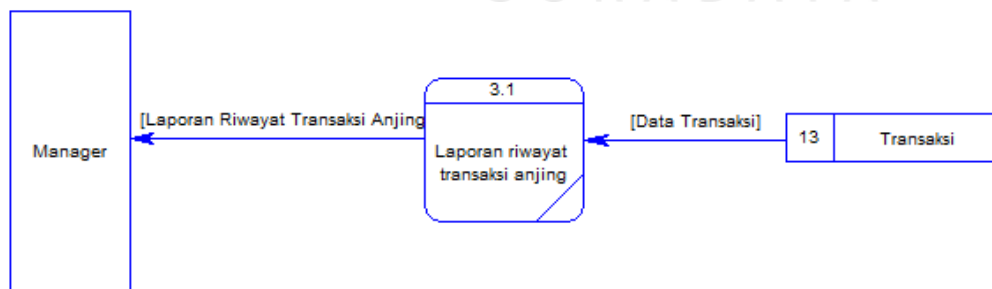 3.1
[Laporan Riwayat Transaksi Anjing
[Data Transaksi]
Manager
Laporan riwayat
transaksi anjing
13
Transaksi